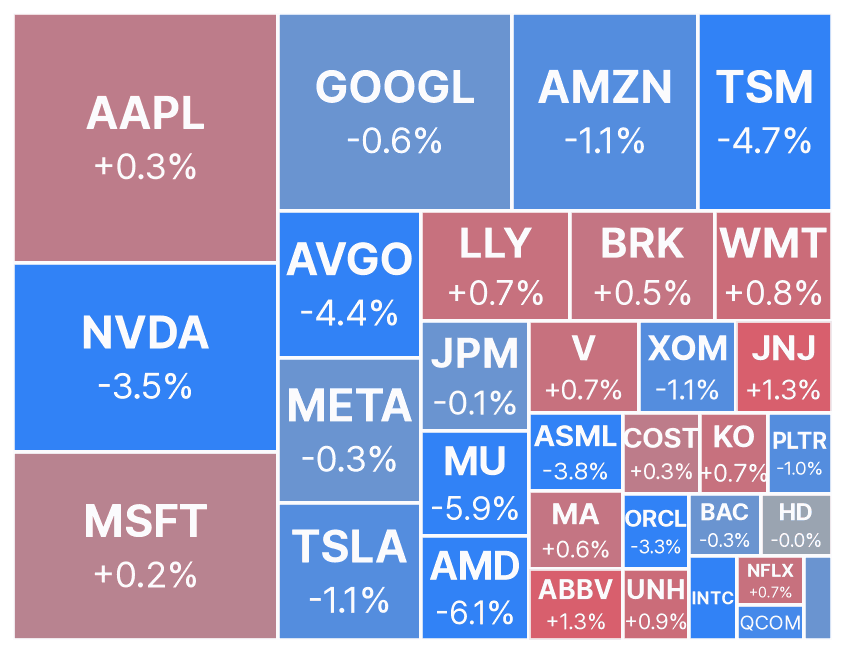 AAPL
+0.3%
GOOGL
-0.6%
AMZN
-1.1%
TSM
-4.7%
NVDA
-3.5%
MSFT
+0.2%
AVGO
-4.4%
META
-0.3%
TSLA
-1.1%
LLY
+0.7%
BRK
+0.5%
WMT
+0.8%
JPM
-0.1%
MU
-5.9%
AMD
-6.1%
V
+0.7%
XOM
-1.1%
JNJ
+1.3%
ASML
-3.8%
COST
+0.3%
KO
+0.7%
PLTR
-1.0%
MA
+0.6%
ORCL
-3.3%
BAC
-0.3%
HD
-0.0%
ABBV
+1.3%
UNH
+0.9%
INTC
NFLX
+0.7%
QCOM